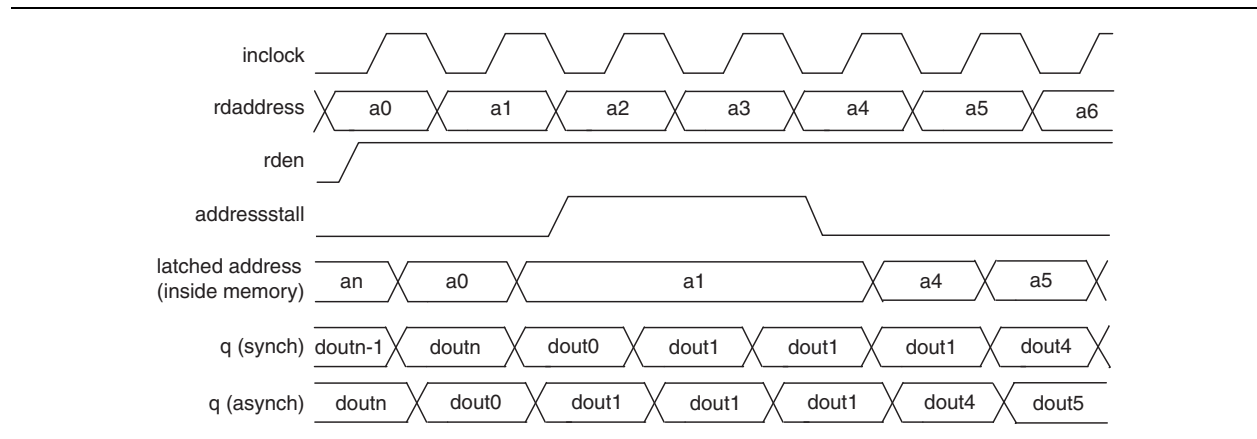 inclock
rdaddress a0 a1 a2 a3 a4 a5 a6
rden
addressstall
latched address
(inside memory) an a0 a1 a4 a5
q (synch) doutn-1 doutn dout0 dout1 dout1 dout1 dout4
q (asynch) doutn dout0 dout1 dout1 dout1 dout4 dout5